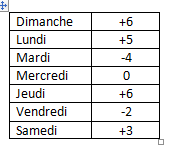 Dimanche +6
Lundi +5
Mardi -4
Mercredi 0
Jeudi +6
Vendredi -2
Samedi +3